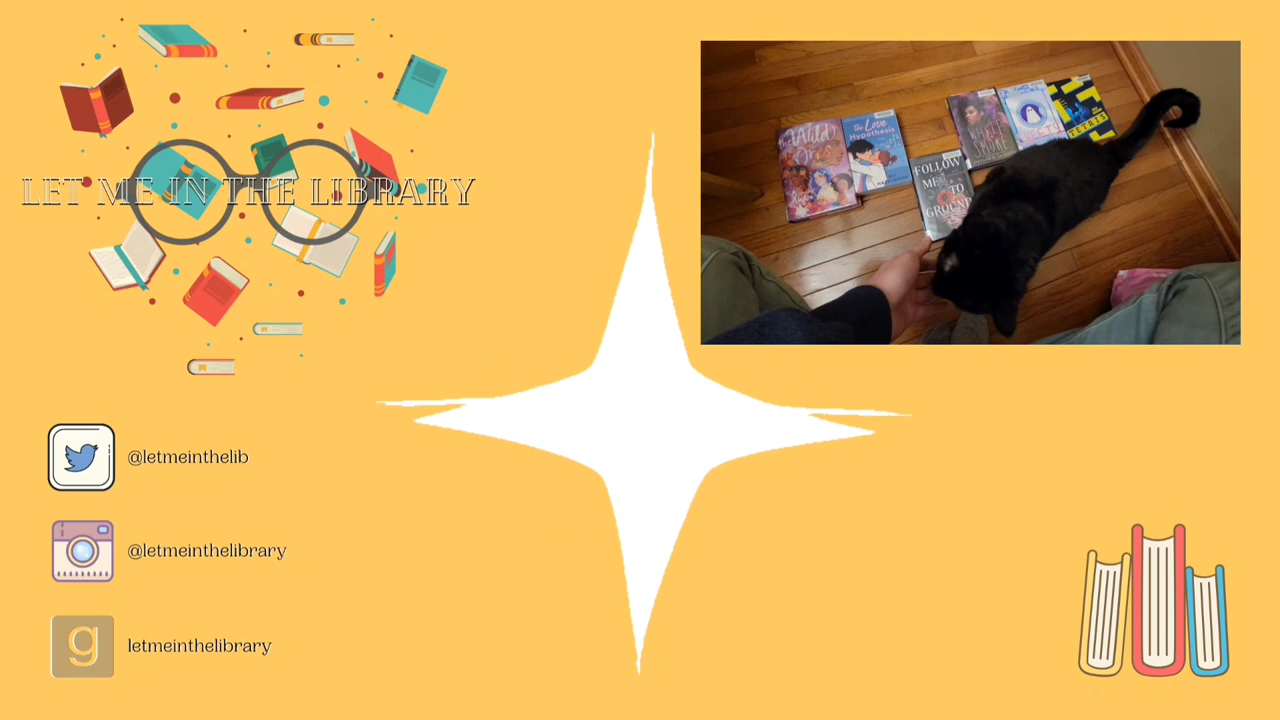 LET ME IN THE LIBRARY
The Love
Hypothesis
FOLLOW
ME
TO
GROUND
TETRIS
@letmeinthelib
@letmeinthelibrary
g
letmeinthelibrary